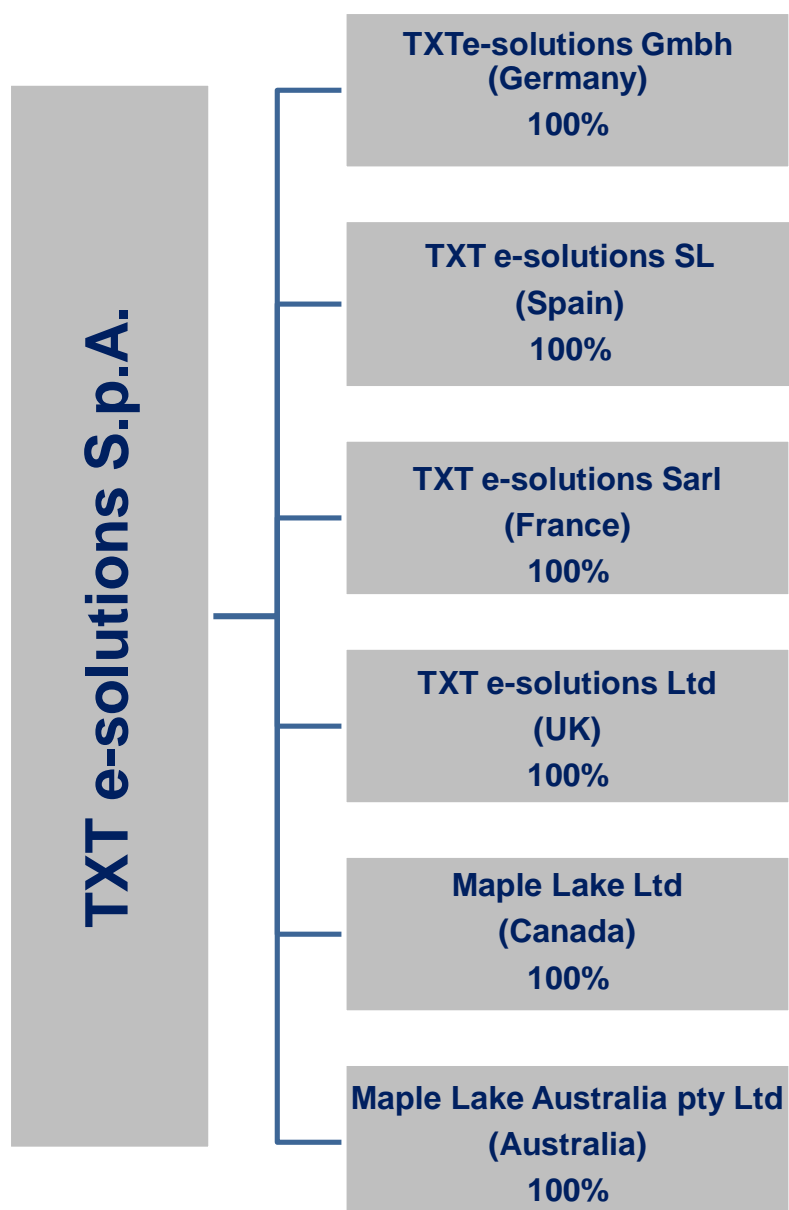 TXT e-solutions S.p.A.
TXTe-solutions Gmbh
(Germany)
100%
TXT e-solutions SL
(Spain)
100%
TXT e-solutions Sarl
(France)
100%
TXT e-solutions Ltd
(UK)
100%
Maple Lake Ltd
(Canada)
100%
Maple Lake Australia pty Ltd
(Australia)
100%